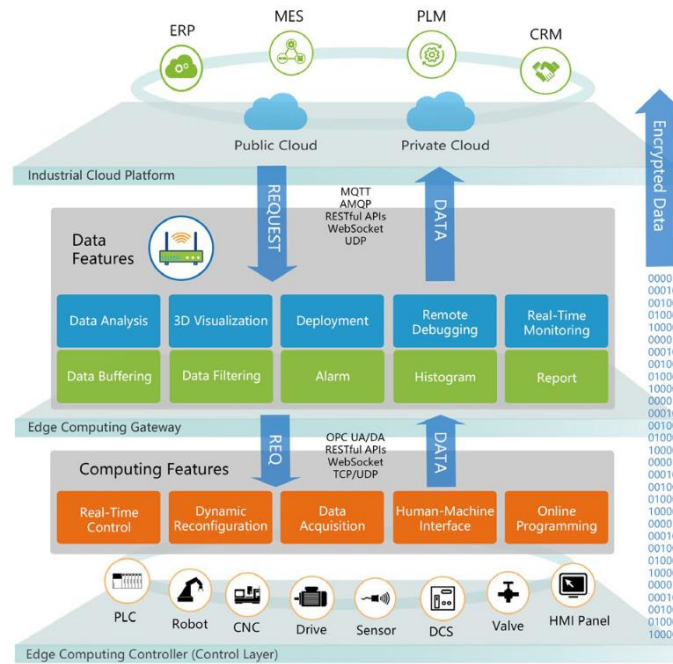 ERP
MES
PLM
CRM
Public Cloud
Private Cloud
Industrial Cloud Platform
Encrypted Data
REQUEST
MQTT
AMQP
RESTful APIs
WebSocket
UDP
DATA
Data
Features
Data Analysis
3D Visualization
Deployment
Remote
Debugging
Real-Time
Monitoring
Data Buffering
Data Filtering
Alarm
Histogram
Report
Edge Computing Gateway
REQ
OPC UA/DA
RESTful APIs
WebSocket
TCP/UDP
DATA
Computing Features
Real-Time
Control
Dynamic
Reconfiguration
Data
Acquisition
Human-Machine
Interface
Online
Programming
PLC
Robot
CNC
Drive
Sensor
DCS
Valve
HMI Panel
Edge Computing Controller (Control Layer)